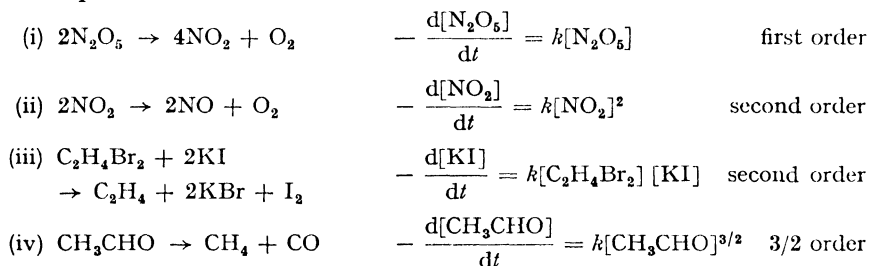 (i) 2N₂O₅ → 4NO₂ + O₂ − d[N₂O₅]/dt = k[N₂O₅] first order
(ii) 2NO₂ → 2NO + O₂ − d[NO₂]/dt = k[NO₂]² second order
(iii) C₂H₄Br₂ + 2KI
→ C₂H₄ + 2KBr + I₂ − d[KI]/dt = k[C₂H₄Br₂] [KI] second order
(iv) CH₃CHO → CH₄ + CO − d[CH₃CHO]/dt = k[CH₃CHO]³/² 3/2 order